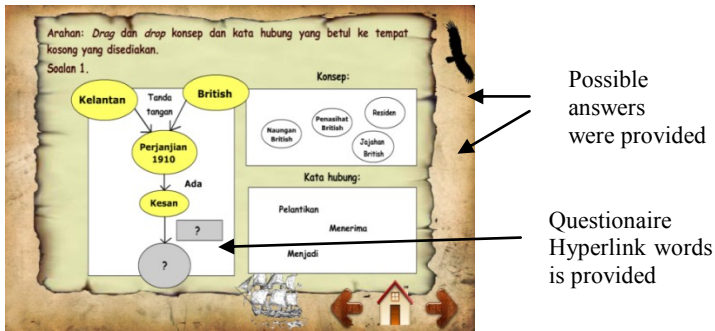 Arahan: Drag dan drop konsep dan kata hubung yang betul ke tempat
kosong yang disediakan.
Soalan 1.
Kelantan
Tanda
tangan
British
Perjanjian
1910
Ada
Kesan
?
?
Konsep:
Naungan
British
Penasihat
British
Residen
Jajahan
British
Kata hubung:
Pelantikan
Menerima
Menjadi
Possible
answers
were provided
Questionaire
Hyperlink words
is provided